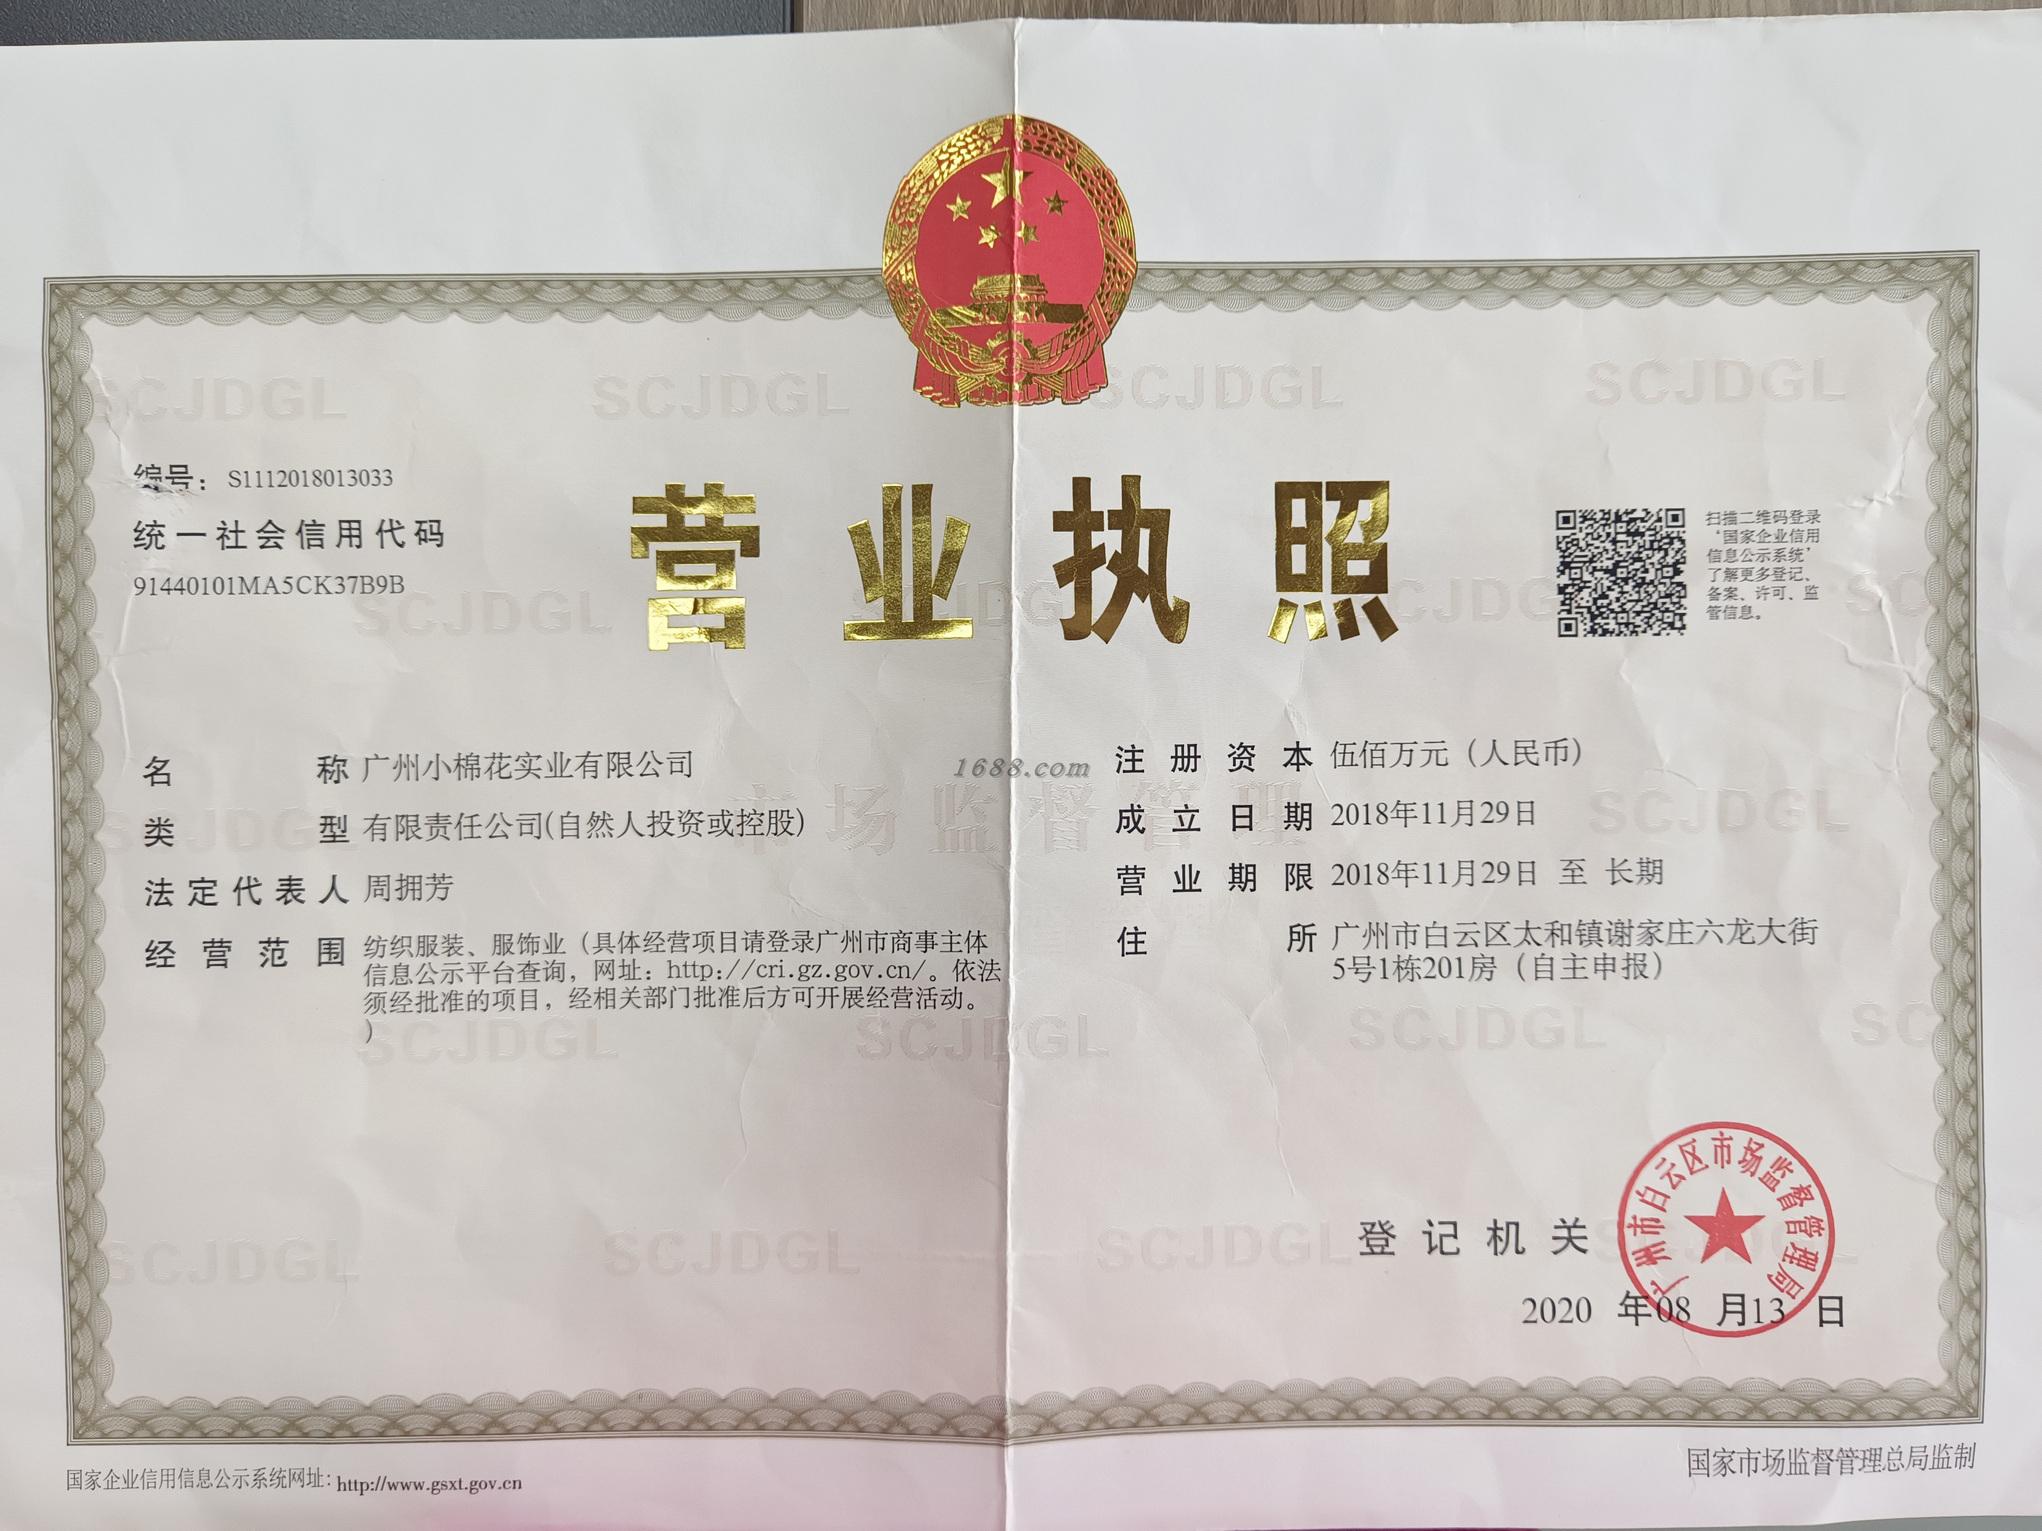 编号：S1112018013033
统一社会信用代码
91440101MA5CK37B9B
营业执照
扫描二维码登录
‘国家企业信用
信息公示系统’
了解更多登记、
备案、许可、监
管信息。
名称 广州小棉花实业有限公司
类型 有限责任公司(自然人投资或控股)
法定代表人 周拥芳
经营范围 纺织服装、服饰业（具体经营项目请登录广州市商事主体
信息公示平台查询，网址：http://cri.gz.gov.cn/。依法
须经批准的项目，经相关部门批准后方可开展经营活动。
）
1688.com
注册资本 伍佰万元（人民币）
成立日期 2018年11月29日
营业期限 2018年11月29日 至 长期
住所 广州市白云区太和镇谢家庄六龙大街
5号1栋201房（自主申报）
SCJDGL
市场监督管理
登记机关
广州市白云区市场监督管理局
2020 年08 月13 日
国家企业信用信息公示系统网址：http://www.gsxt.gov.cn
国家市场监督管理总局监制